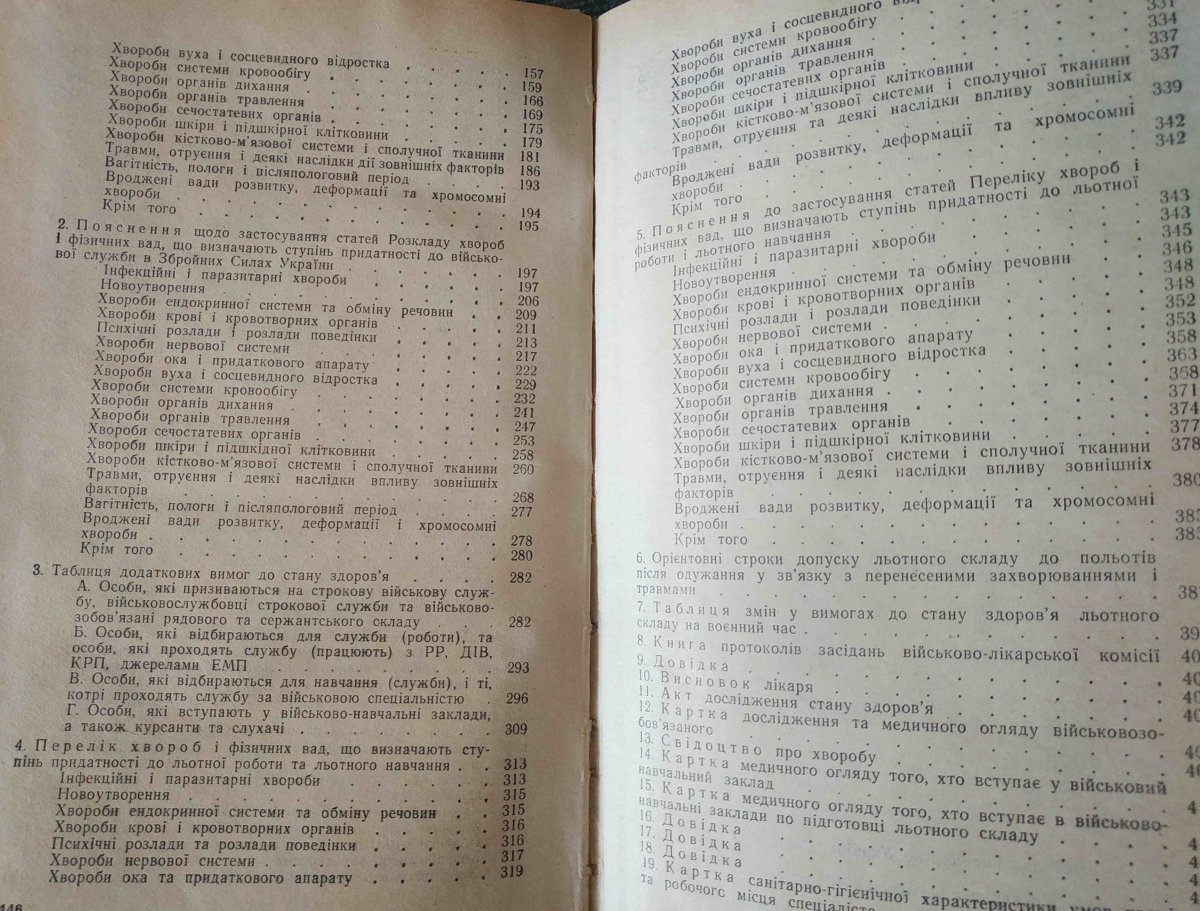 Хвороби вуха і сосцевидного відростка . . . . . 157
Хвороби системи кровообігу . . . . . 159
Хвороби органів дихання . . . . . 166
Хвороби органів травлення . . . . . 169
Хвороби сечостатевих органів . . . . . 175
Хвороби шкіри і підшкірної клітковини . . . . . 179
Хвороби кістково-м'язової системи і сполучної тканини 181
Травми, отруєння і деякі наслідки дії зовнішніх факторів 186
Вагітність, пологи і післяпологовий період . . . . . 193
Вроджені вади розвитку, деформації та хромосомні
хвороби . . . . . 194
Крім того . . . . . 195
2. Пояснення щодо застосування статей Розкладу хвороб
і фізичних вад, що визначають ступінь придатності до військо-
вої служби в Збройних Силах України . . . . . 197
Інфекційні і паразитарні хвороби . . . . . 197
Новоутворення . . . . . 206
Хвороби ендокринної системи та обміну речовин . . 209
Хвороби крові і кровотворних органів . . . . . 211
Психічні розлади і розлади поведінки . . . . . 213
Хвороби нервової системи . . . . . 217
Хвороби ока і придаткового апарату . . . . . 222
Хвороби вуха і сосцевидного відростка . . . . . 229
Хвороби системи кровообігу . . . . . 232
Хвороби органів дихання . . . . . 241
Хвороби органів травлення . . . . . 247
Хвороби сечостатевих органів . . . . . 253
Хвороби шкіри і підшкідної клітковини . . . . . 258
Хвороби кістково-м'язової системи і сполучної тканини 260
Травми, отруєння і деякі наслідки впливу зовнішніх
факторів . . . . . 268
Вагітність, пологи і післяпологовий період . . . . . 277
Вроджені вади розвитку, деформації і хромосомні
хвороби . . . . . 278
Крім того . . . . . 280
3. Таблиця додаткових вимог до стану здоров'я . . . . . 282
А. Особи, які призиваються на строкову військову служ-
бу, військовослужбовці строкової служби та військово-
зобов'язані рядового та сержантського складу . . . . 282
Б. Особи, які відбираються для служби (роботи), та
особи, які проходять службу (працюють) з РР, ДІВ,
КРП, джерелами ЕМП . . . . . 293
В. Особи, які відбираються для навчання (служби), і ті,
котрі проходять службу за військовою спеціальністю . 296
Г. Особи, які вступають у військово-навчальні заклади,
а також курсанти та слухачі . . . . . 309
4. Перелік хвороб і фізичних вад, що визначають сту-
пінь придатності до льотної роботи та льотного навчання . . 313
Інфекційні і паразитарні хвороби . . . . . 313
Новоутворення . . . . . 315
Хвороби ендокринної системи та обміну речовин . . 315
Хвороби крові і кровотворних органів . . . . . 316
Психічні розлади та розлади поведінки . . . . . 316
Хвороби нервової системи . . . . . 317
Хвороби ока та придаткового апарату . . . . . 319
446
Хвороби вуха і сосцевидного 331
Хвороби системи кровообігу . . . . . 334
Хвороби органів дихання . . . . . 337
Хвороби органів травлення . . . . . 337
Хвороби сечостатевих органів
Хвороби шкіри і підшкірної клітковини
Хвороби кістково-м'язової системи і сполучної тканини 339
Травми, отруєння та деякі наслідки впливу зовнішніх
факторів . . . . . 342
Вроджені вади розвитку, деформації та хромосомні
хвороби . . . . . 342
Крім того
5. Пояснення до застосування статей Переліку хвороб і
фізичних вад, що визначають ступінь придатності до льотної
роботи і льотного навчання . . . . . 343
Інфекційні і паразитарні хвороби . . . . . 343
Новоутворення . . . . . 345
Хвороби ендокринної системи та обміну речовин . . 346
Хвороби крові і кровотворних органів . . . . . 348
Психічні розлади і розлади поведінки . . . . . 348
Хвороби нервової системи . . . . . 352
Хвороби ока і придаткового апарату . . . . . 353
Хвороби вуха і сосцевидного відростка . . . . . 358
Хвороби системи кровообігу . . . . . 363
Хвороби органів дихання . . . . . 368
Хвороби органів травлення . . . . . 371
Хвороби сечостатевих органів . . . . . 374
Хвороби шкіри і підшкірної клітковини . . . . . 377
Хвороби кістково-м'язової системи і сполучної тканини 378
Травми, отруєння та деякі наслідки впливу зовнішніх
факторів . . . . . 380
Вроджені вади розвитку, деформації та хромосомні
хвороби . . . . .
Крім того . . . . .
6. Орієнтовні строки допуску льотного складу до польотів
після одужання у зв'язку з перенесеними захворюваннями і
травмами . . . . .
7. Таблиця змін у вимогах до стану здоров'я льотного
складу на воєнний час . . . . .
8. Книга протоколів засідань військово-лікарської комісії
9. Довідка . . . . .
10. Висновок лікаря . . . . .
11. Акт дослідження стану здоров'я . . . . .
12. Картка дослідження та медичного огляду військовозо-
бов'язаного . . . . .
13. Свідоцтво про хворобу . . . . .
14. Картка медичного огляду того, хто вступає у військовий
навчальний заклад . . . . .
15. Картка медичного огляду того, хто вступає в військово-
навчальні заклади по підготовці льотного складу . . . .
16. Довідка . . . . .
17. Довідка . . . . .
18. Довідка . . . . .
19. Картка санітарно-гігієнічної характеристики умов
та робочого місця спеціаліста